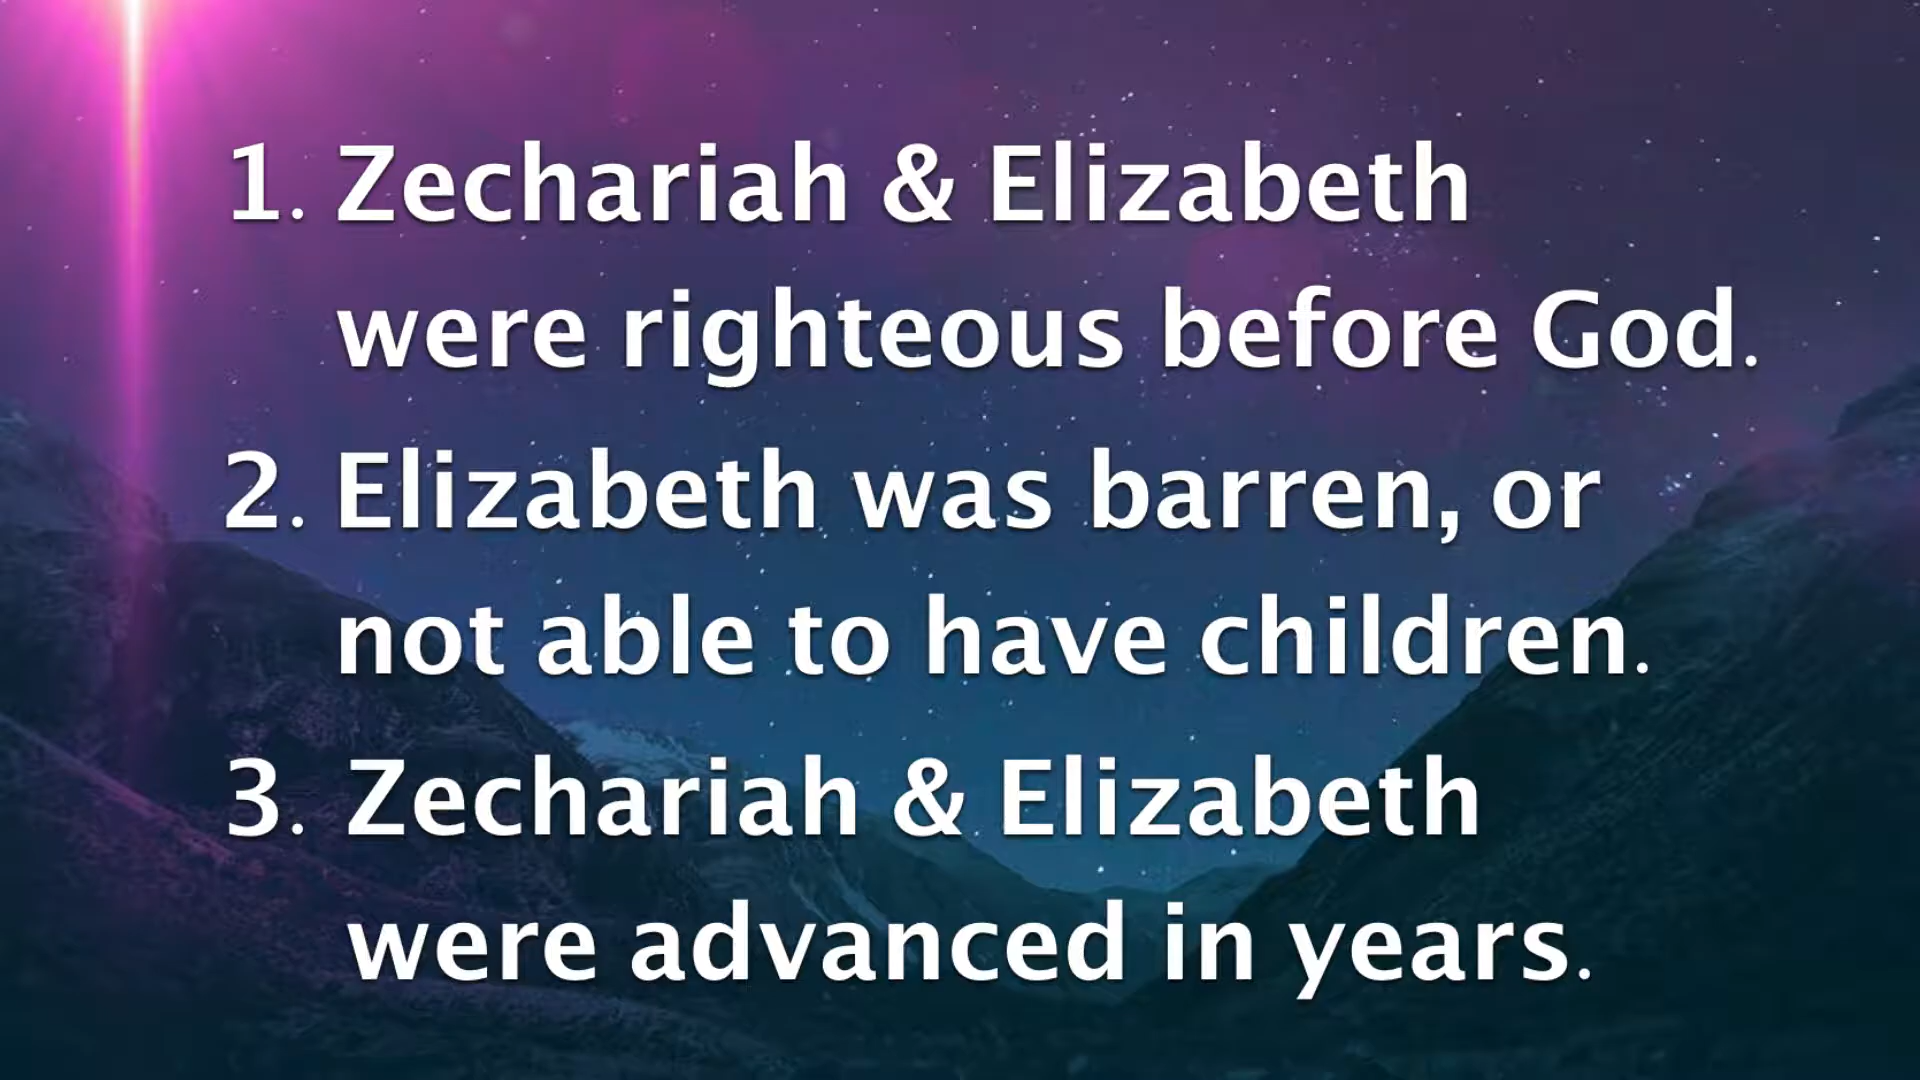 1. Zechariah & Elizabeth
were righteous before God.
2. Elizabeth was barren, or
not able to have children.
3. Zechariah & Elizabeth
were advanced in years.